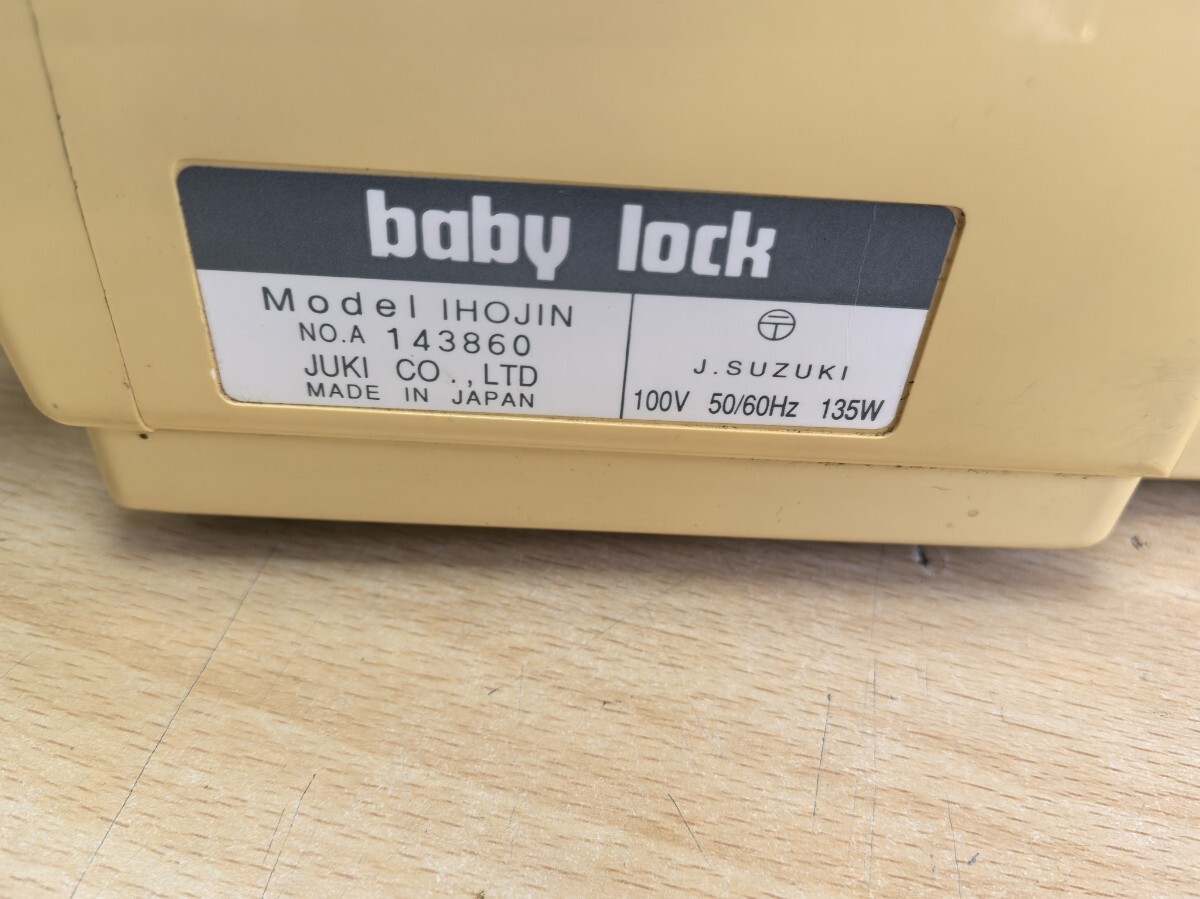 baby lock
Model IHOJIN
NO.A 143860
JUKI CO.,LTD
MADE IN JAPAN
〒
J.SUZUKI
100V 50/60Hz 135W